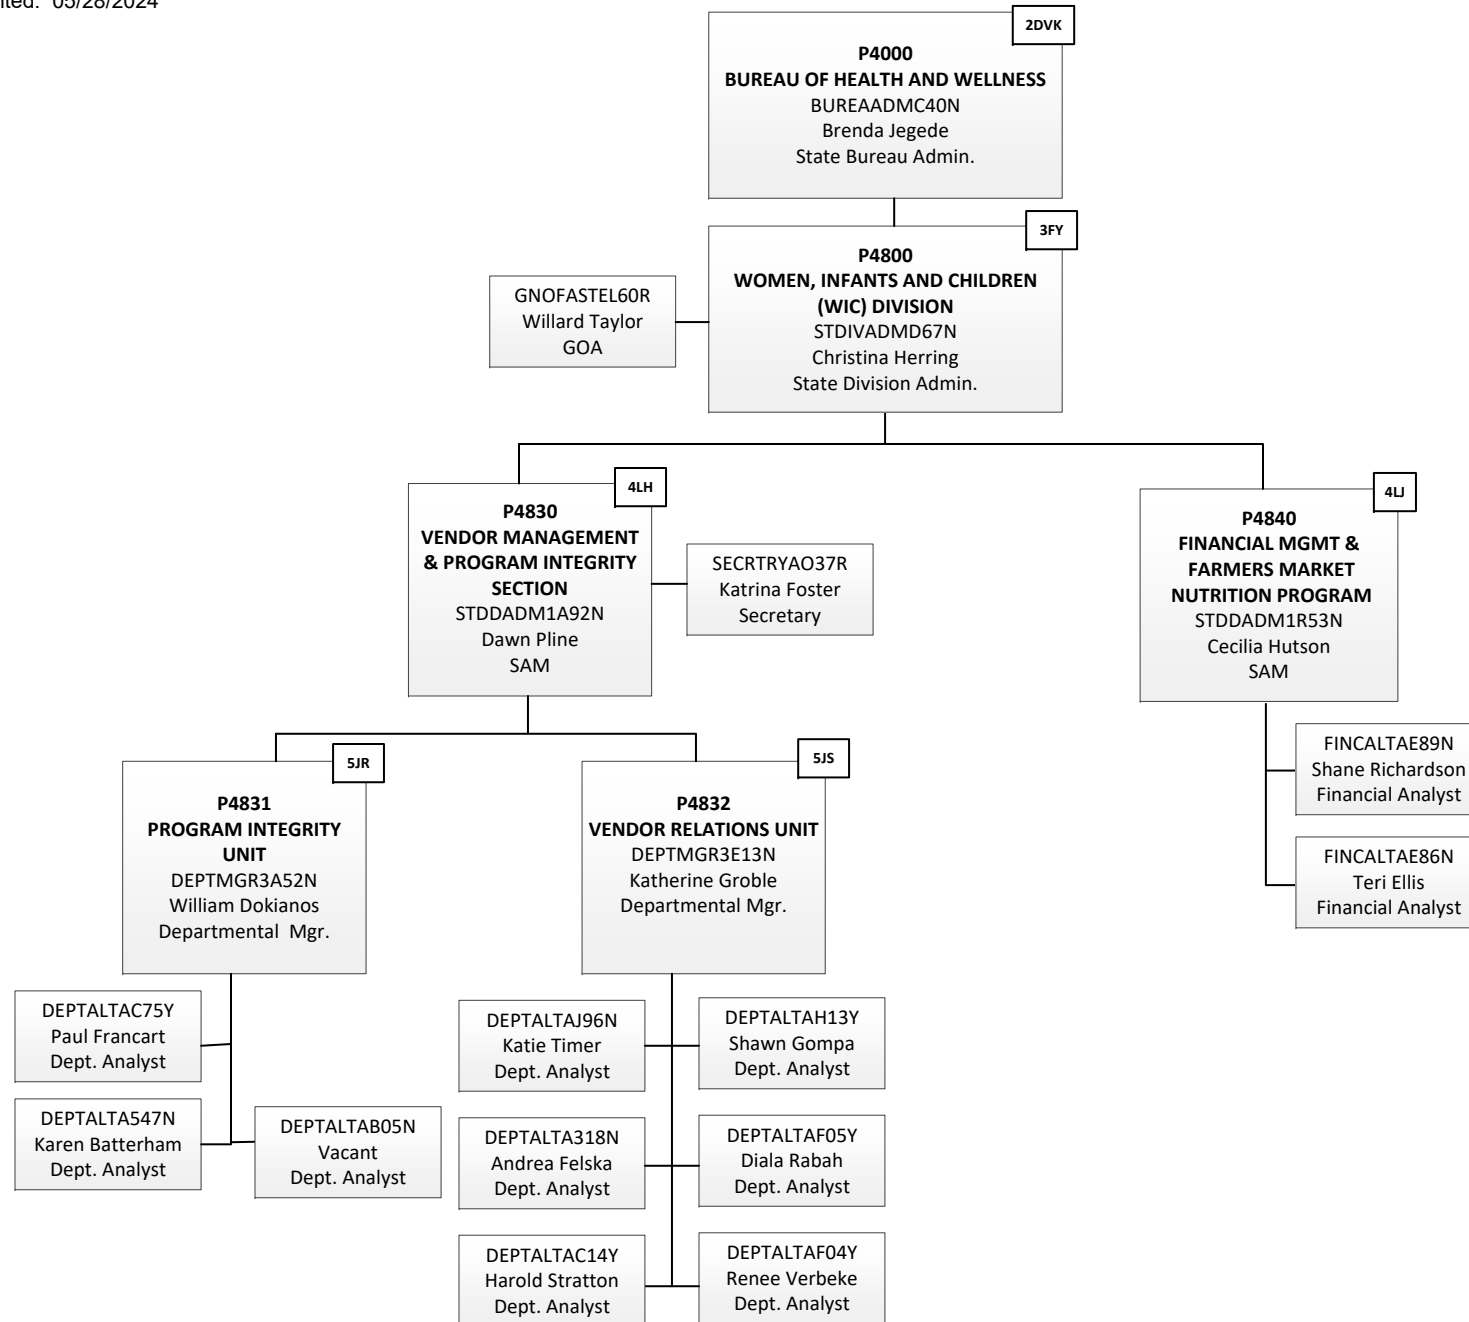 05/28/2024
2DVK
P4000
BUREAU OF HEALTH AND WELLNESS
BUREAADMC40N
Brenda Jegede
State Bureau Admin.
3FY
P4800
WOMEN, INFANTS AND CHILDREN
(WIC) DIVISION
STDIVADMD67N
Christina Herring
State Division Admin.
GNOFASTEL60R
Willard Taylor
GOA
4LH
P4830
VENDOR MANAGEMENT
& PROGRAM INTEGRITY
SECTION
STDDADM1A92N
Dawn Pline
SAM
SECRTRYAO37R
Katrina Foster
Secretary
4LJ
P4840
FINANCIAL MGMT &
FARMERS MARKET
NUTRITION PROGRAM
STDDADM1R53N
Cecilia Hutson
SAM
FINCALTAE89N
Shane Richardson
Financial Analyst
FINCALTAE86N
Teri Ellis
Financial Analyst
5JR
P4831
PROGRAM INTEGRITY
UNIT
DEPTMGR3A52N
William Dokianos
Departmental  Mgr.
5JS
P4832
VENDOR RELATIONS UNIT
DEPTMGR3E13N
Katherine Groble
Departmental Mgr.
DEPTALTAC75Y
Paul Francart
Dept. Analyst
DEPTALTA547N
Karen Batterham
Dept. Analyst
DEPTALTAB05N
Vacant
Dept. Analyst
DEPTALTAJ96N
Katie Timer
Dept. Analyst
DEPTALTAH13Y
Shawn Gompa
Dept. Analyst
DEPTALTA318N
Andrea Felska
Dept. Analyst
DEPTALTAF05Y
Diala Rabah
Dept. Analyst
DEPTALTAC14Y
Harold Stratton
Dept. Analyst
DEPTALTAF04Y
Renee Verbeke
Dept. Analyst